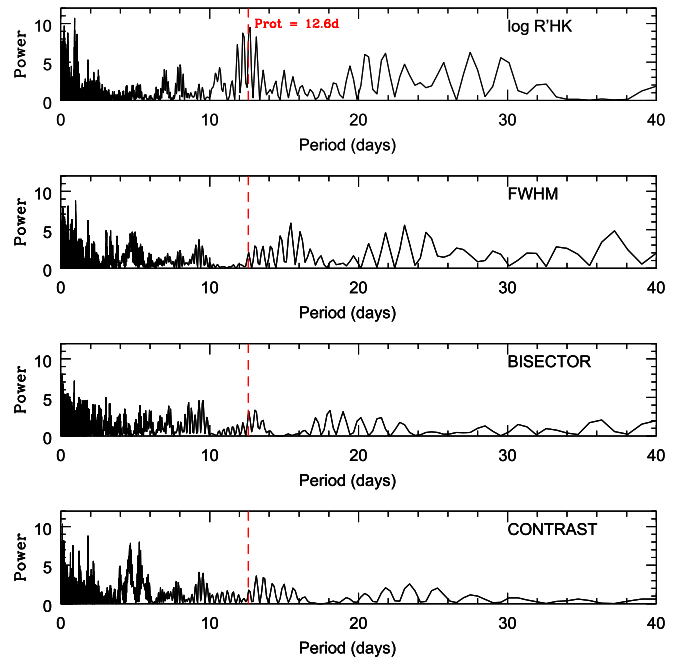 10
5
0
Power
Prot = 12.6d
log R'HK
0 10 20 30 40
Period (days)
10
5
0
Power
FWHM
0 10 20 30 40
Period (days)
10
5
0
Power
BISECTOR
0 10 20 30 40
Period (days)
10
5
0
Power
CONTRAST
0 10 20 30 40
Period (days)